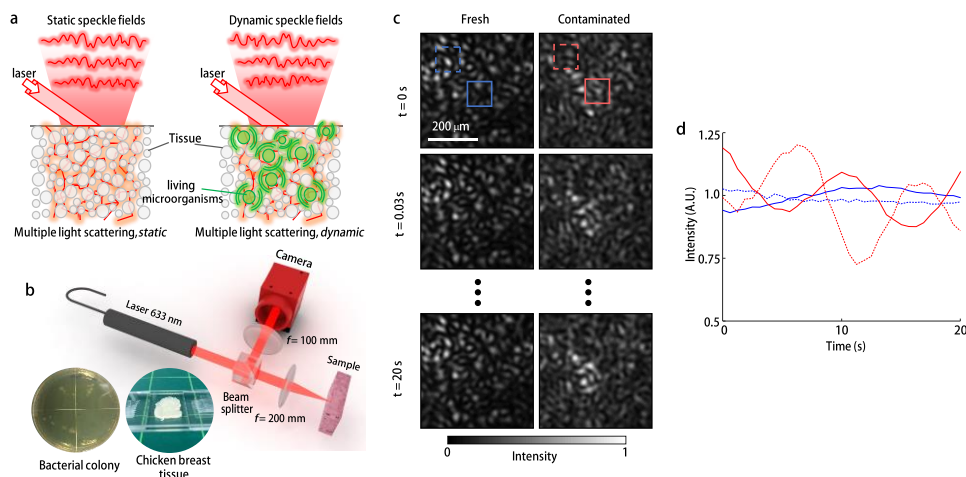 a
Static speckle fields
Dynamic speckle fields
laser
laser
Tissue
living
microorganisms
Multiple light scattering, static
Multiple light scattering, dynamic
b
Camera
Laser 633 nm
f = 100 mm
Sample
Beam
splitter
f = 200 mm
Bacterial colony
Chicken breast
tissue
c
Fresh
Contaminated
t = 0 s
200 μm
t = 0.03s
t = 20 s
0
1
Intensity
d
1.25
1.0
0.75
0.5
Intensity (A.U.)
0
10
20
Time (s)